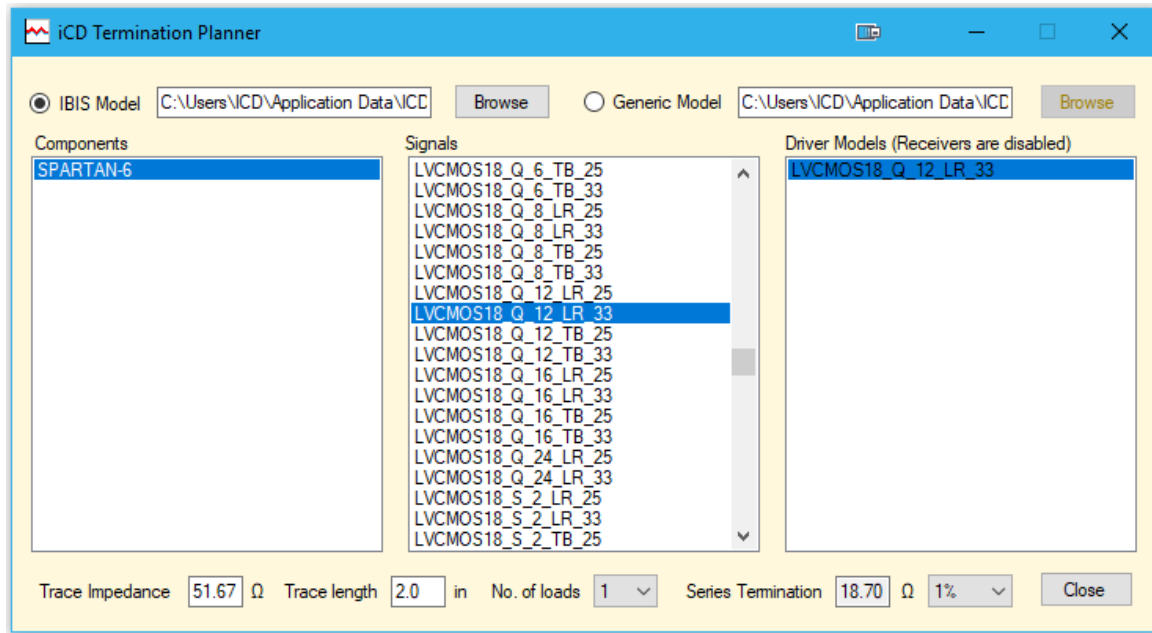 iCD Termination Planner
IBIS Model C:\Users\ICD\Application Data\ICD Browse Generic Model C:\Users\ICD\Application Data\ICD Browse
Components Signals Driver Models (Receivers are disabled)
SPARTAN-6
LVCMOS18_Q_6_TB_25
LVCMOS18_Q_6_TB_33
LVCMOS18_Q_8_LR_25
LVCMOS18_Q_8_LR_33
LVCMOS18_Q_8_TB_25
LVCMOS18_Q_8_TB_33
LVCMOS18_Q_12_LR_25
LVCMOS18_Q_12_LR_33
LVCMOS18_Q_12_TB_25
LVCMOS18_Q_12_TB_33
LVCMOS18_Q_16_LR_25
LVCMOS18_Q_16_LR_33
LVCMOS18_Q_16_TB_25
LVCMOS18_Q_16_TB_33
LVCMOS18_Q_24_LR_25
LVCMOS18_Q_24_LR_33
LVCMOS18_S_2_LR_25
LVCMOS18_S_2_LR_33
LVCMOS18_S_2_TB_25
LVCMOS18_Q_12_LR_33
Trace Impedance 51.67 Ω Trace length 2.0 in No. of loads 1 Series Termination 18.70 Ω 1% Close